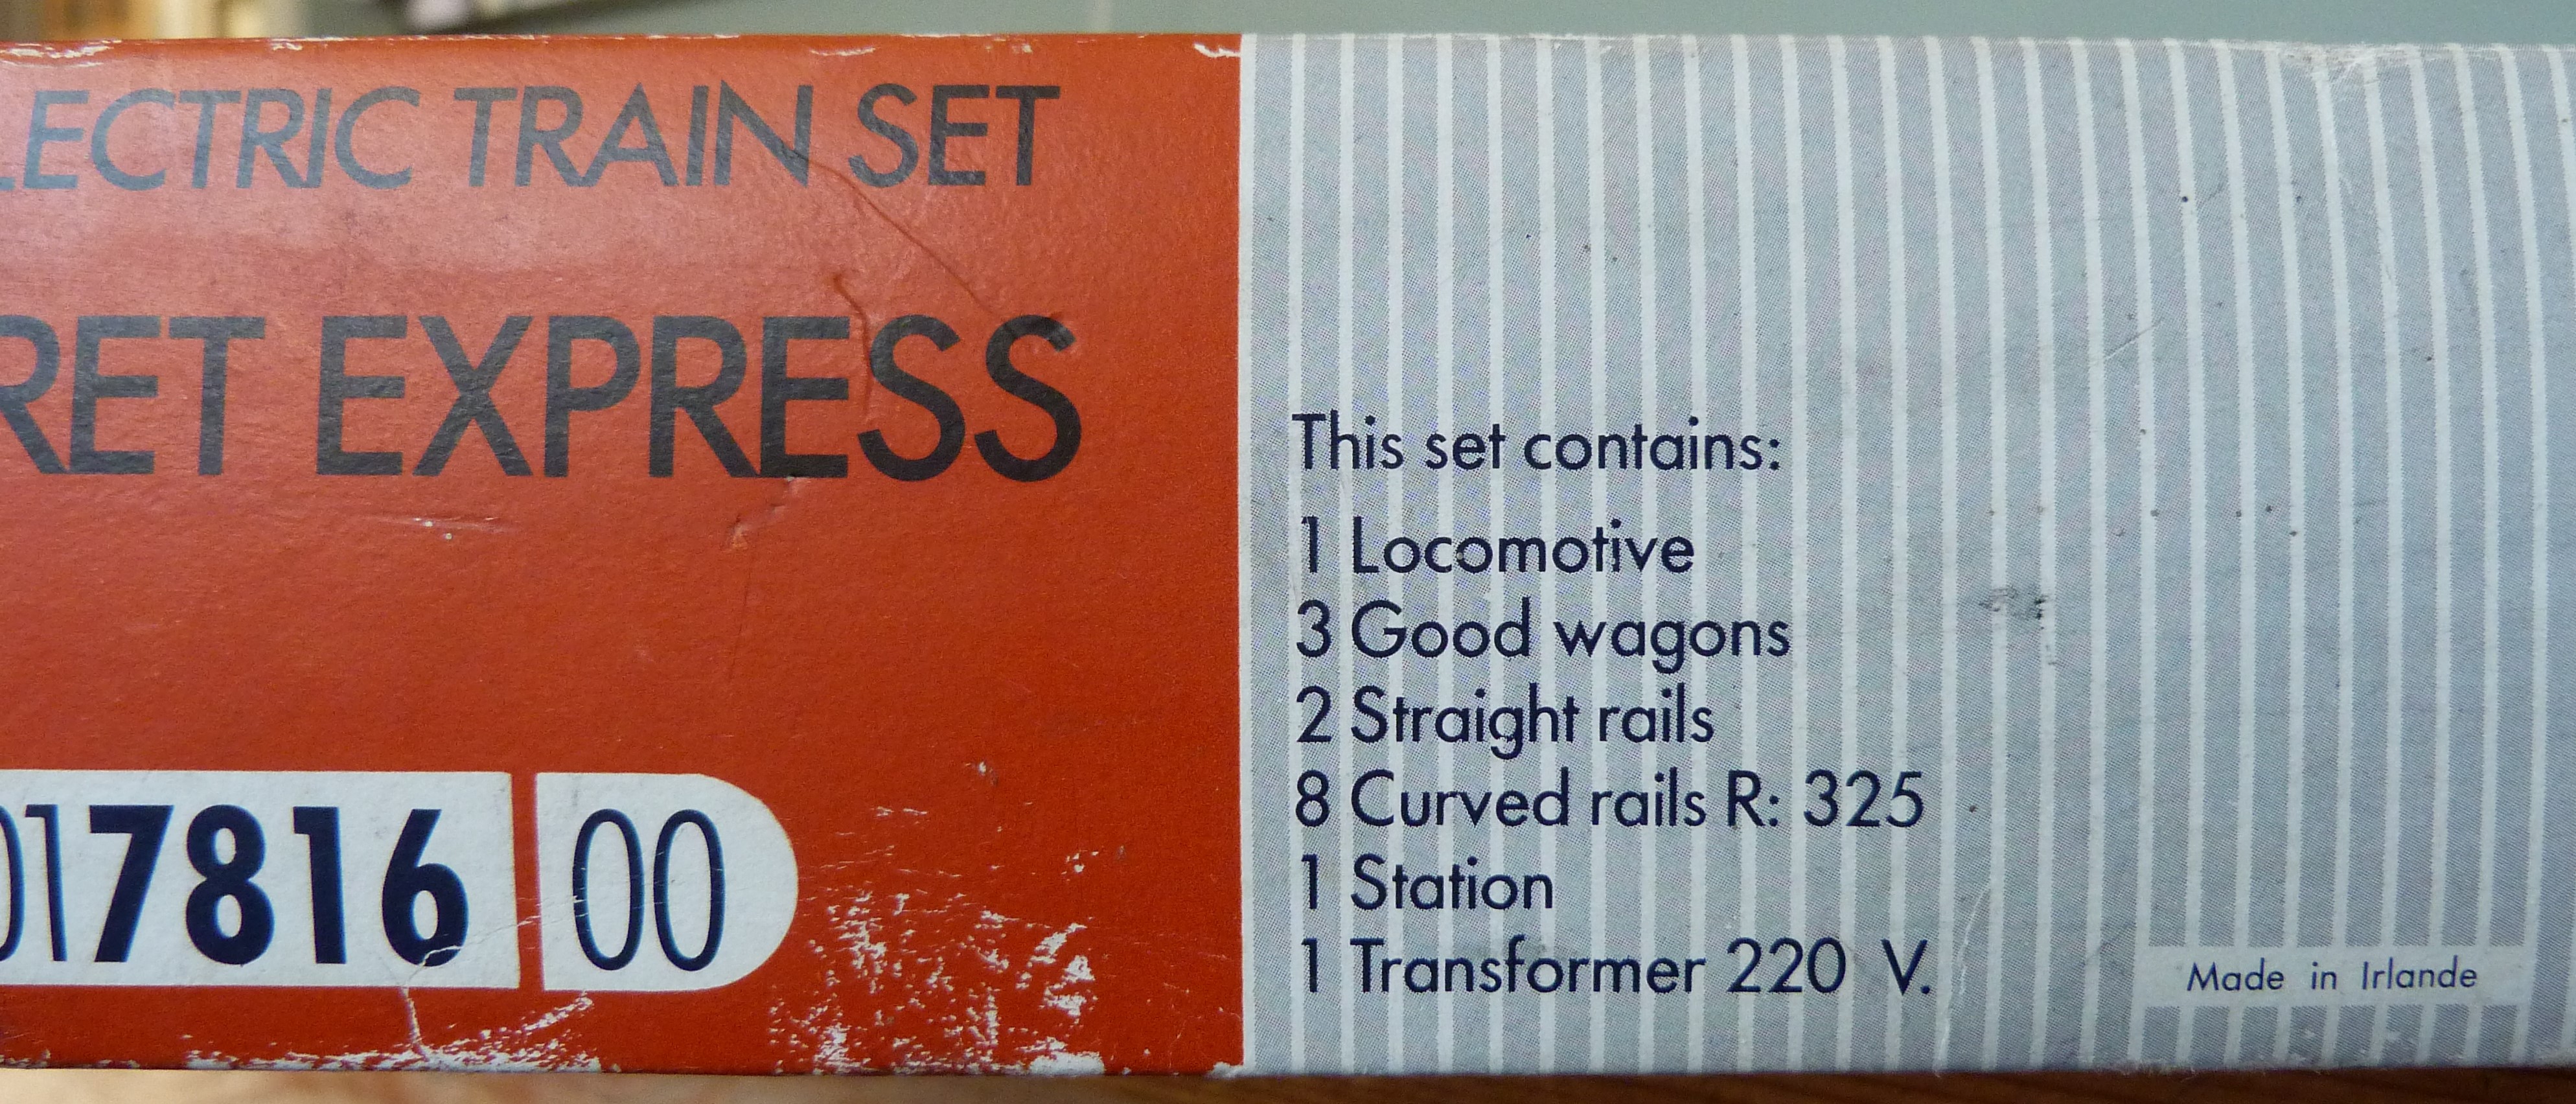 LECTRIC TRAIN SET
RET EXPRESS
017816 00
This set contains:
1 Locomotive
3 Good wagons
2 Straight rails
8 Curved rails R: 325
1 Station
1 Transformer 220 V.
Made in Irlande